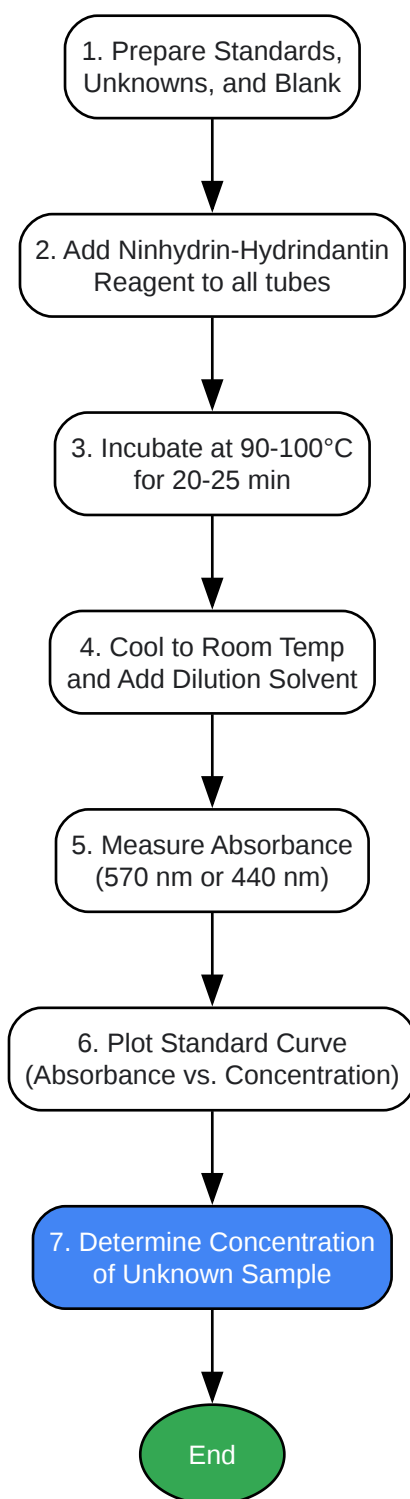 1. Prepare Standards,
Unknowns, and Blank
2. Add Ninhydrin-Hydrindantin
Reagent to all tubes
3. Incubate at 90-100°C
for 20-25 min
4. Cool to Room Temp
and Add Dilution Solvent
5. Measure Absorbance
(570 nm or 440 nm)
6. Plot Standard Curve
(Absorbance vs. Concentration)
7. Determine Concentration
of Unknown Sample
End